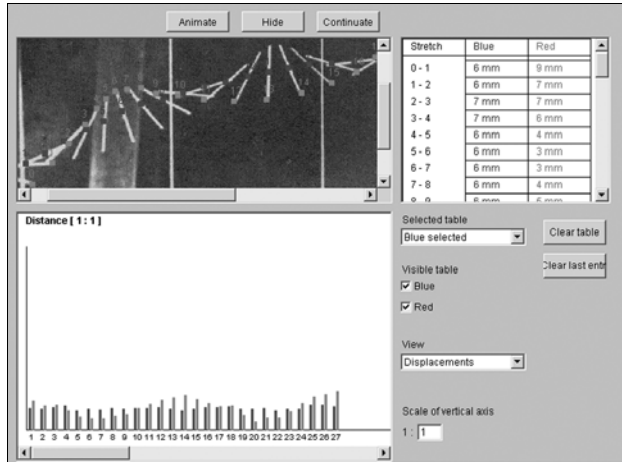 Animate Hide Continuate
Stretch Blue Red
0 - 1 6 mm 9 mm
1 - 2 6 mm 7 mm
2 - 3 7 mm 7 mm
3 - 4 7 mm 6 mm
4 - 5 6 mm 4 mm
5 - 6 6 mm 3 mm
6 - 7 6 mm 3 mm
7 - 8 6 mm 4 mm
Distance [ 1 : 1 ]
1 2 3 4 5 6 7 8 9 10 11 12 13 14 15 16 17 18 19 20 21 22 23 24 25 26 27
Selected table
Blue selected
Clear table
Clear last entr
Visible table
Blue
Red
View
Displacements
Scale of vertical axis
1 : 1